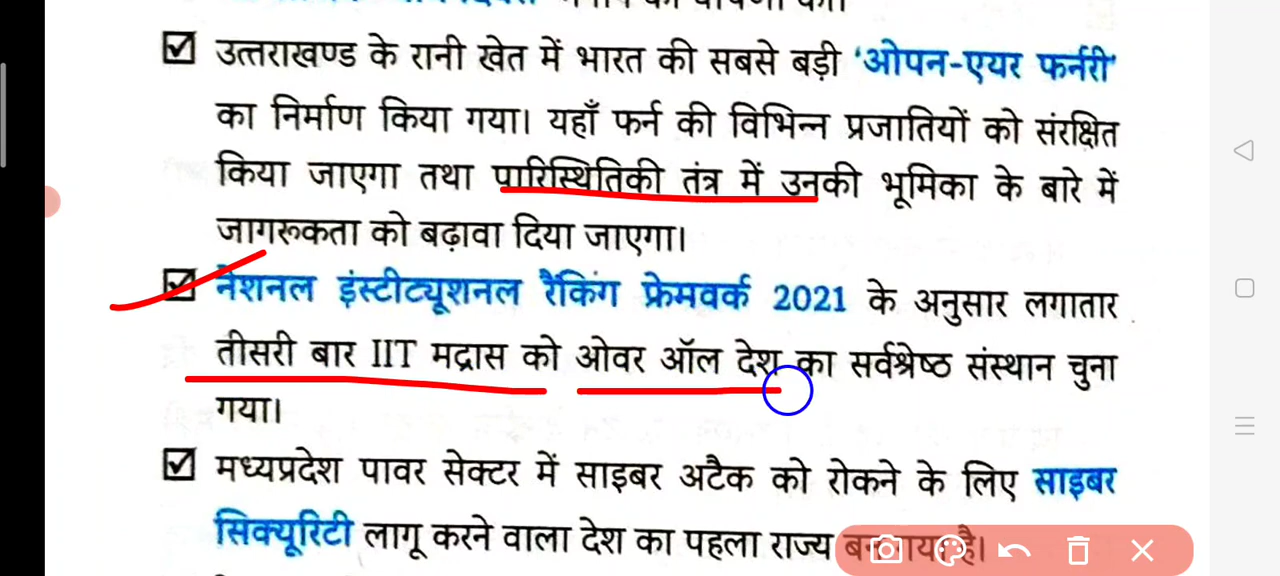 उत्तराखण्ड के रानी खेत में भारत की सबसे बड़ी ‘ओपन-एयर फर्नरी’
का निर्माण किया गया। यहाँ फर्न की विभिन्न प्रजातियों को संरक्षित
किया जाएगा तथा पारिस्थितिकी तंत्र में उनकी भूमिका के बारे में
जागरूकता को बढ़ावा दिया जाएगा।
नेशनल इंस्टीट्यूशनल रैंकिंग फ्रेमवर्क 2021 के अनुसार लगातार
तीसरी बार IIT मद्रास को ओवर ऑल देश का सर्वश्रेष्ठ संस्थान चुना
गया।
मध्यप्रदेश पावर सेक्टर में साइबर अटैक को रोकने के लिए साइबर
सिक्यूरिटी लागू करने वाला देश का पहला राज्य बन गया है।